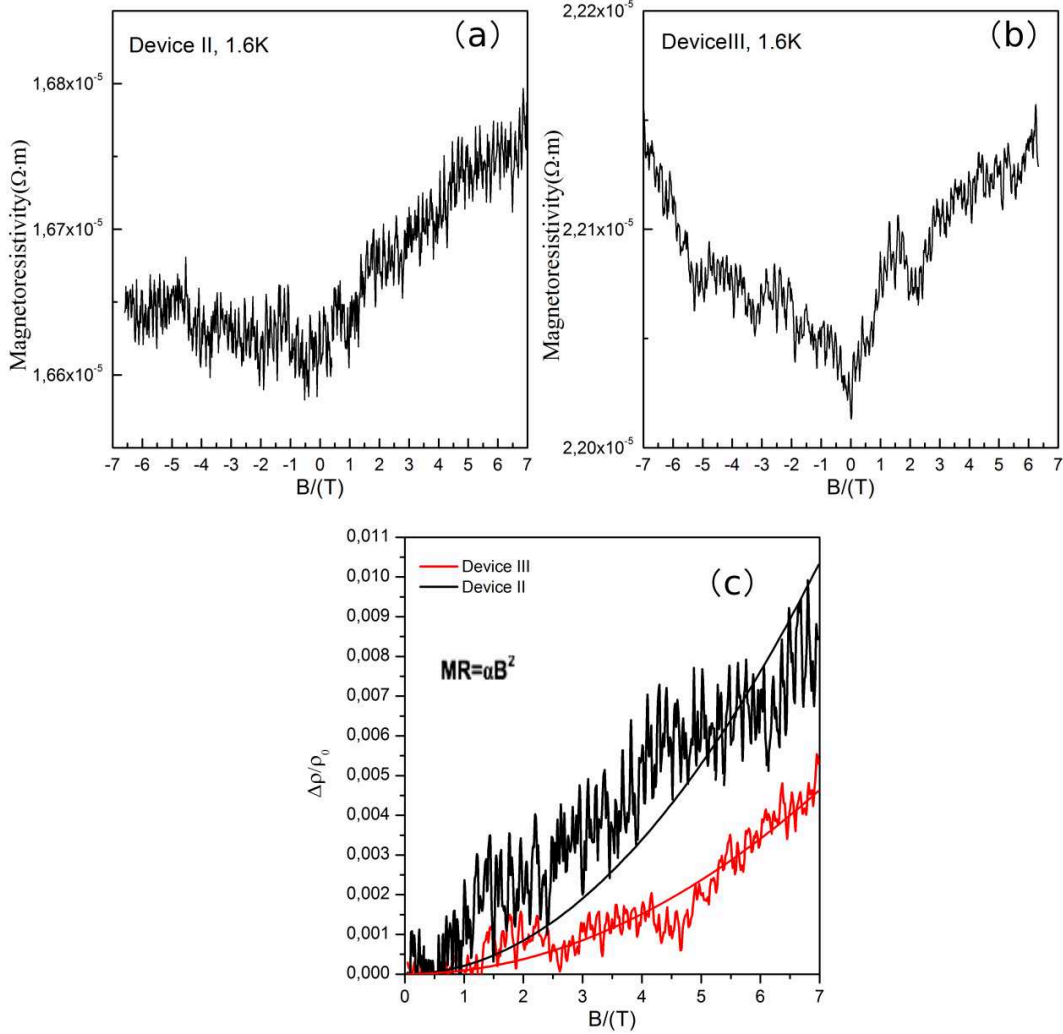 Device II, 1.6K
(a)
1,68x10⁻⁵
1,67x10⁻⁵
1,66x10⁻⁵
Magnetoresistivity(Ω·m)
-7 -6 -5 -4 -3 -2 -1 0 1 2 3 4 5 6 7
B/(T)
DeviceIII, 1.6K
(b)
2,22x10⁻⁵
2,21x10⁻⁵
2,20x10⁻⁵
Magnetoresistivity(Ω·m)
-7 -6 -5 -4 -3 -2 -1 0 1 2 3 4 5 6 7
B/(T)
Device III
Device II
(c)
MR=αB²
0,011
0,010
0,009
0,008
0,007
0,006
0,005
0,004
0,003
0,002
0,001
0,000
Δρ/ρ₀
0 1 2 3 4 5 6 7
B/(T)